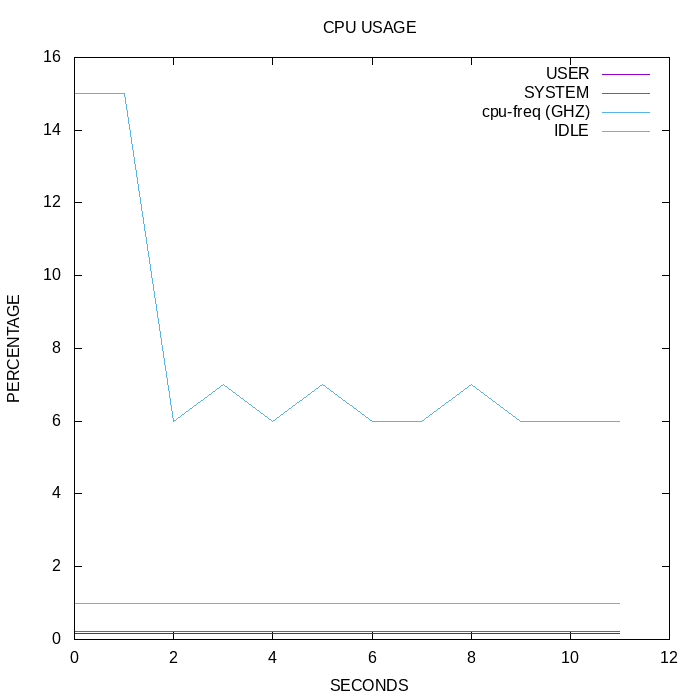 CPU USAGE
16
14
12
10
8
6
4
2
0
0 2 4 6 8 10 12
PERCENTAGE
SECONDS
USER
SYSTEM
cpu-freq (GHZ)
IDLE